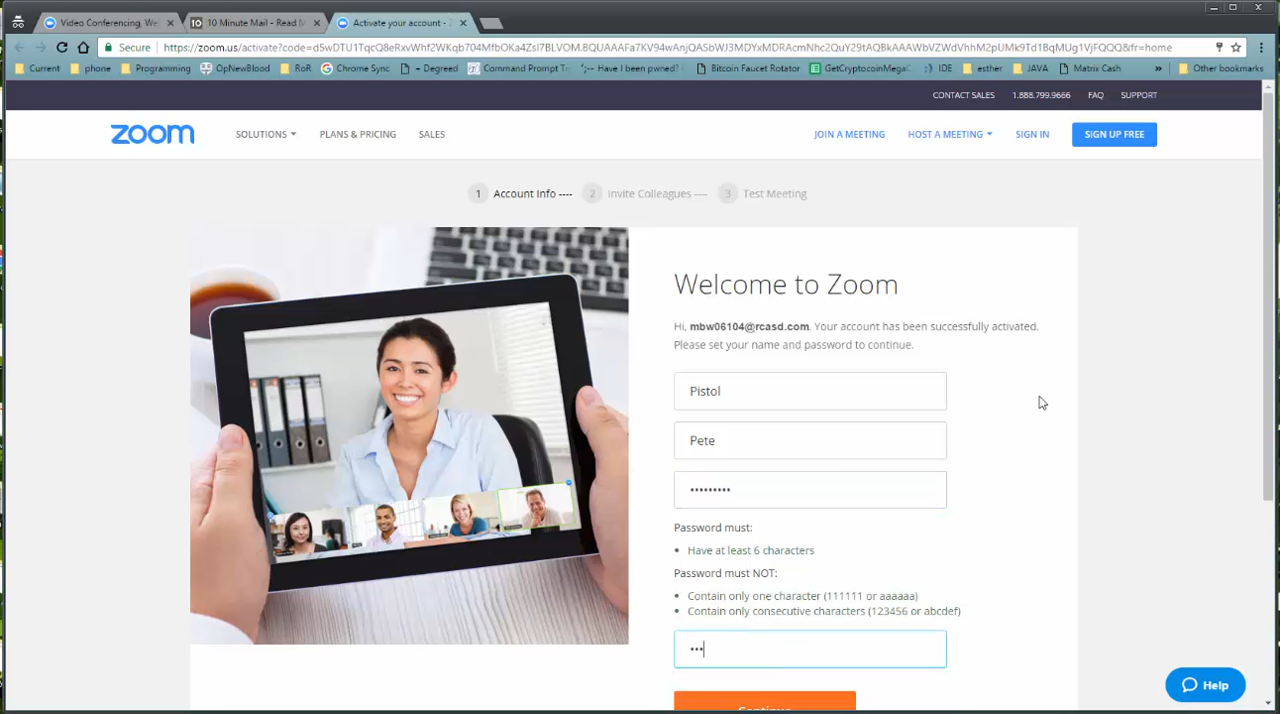 Video Conferencing, We
10 10 Minute Mail - Read M
Activate your account - Z
Secure https://zoom.us/activate?code=
Current phone Programming OpNewBlood RoR Chrome Sync + Degreed Command Prompt Tr Have I been pwned? Bitcoin Faucet Rotator GetCryptocoinMegaC IDE esther JAVA Matrix Cash » Other bookmarks
CONTACT SALES 1.888.799.9666 FAQ SUPPORT
zoom SOLUTIONS PLANS & PRICING SALES JOIN A MEETING HOST A MEETING SIGN IN SIGN UP FREE
1 Account Info ---- 2 Invite Colleagues ---- 3 Test Meeting
Welcome to Zoom
Hi, mbw06104@rcasd.com. Your account has been successfully activated.
Please set your name and password to continue.
Pistol
Pete
•••••••••
Password must:
• Have at least 6 characters
Password must NOT:
• Contain only one character (111111 or aaaaaa)
• Contain only consecutive characters (123456 or abcdef)
•••
Continue
Help